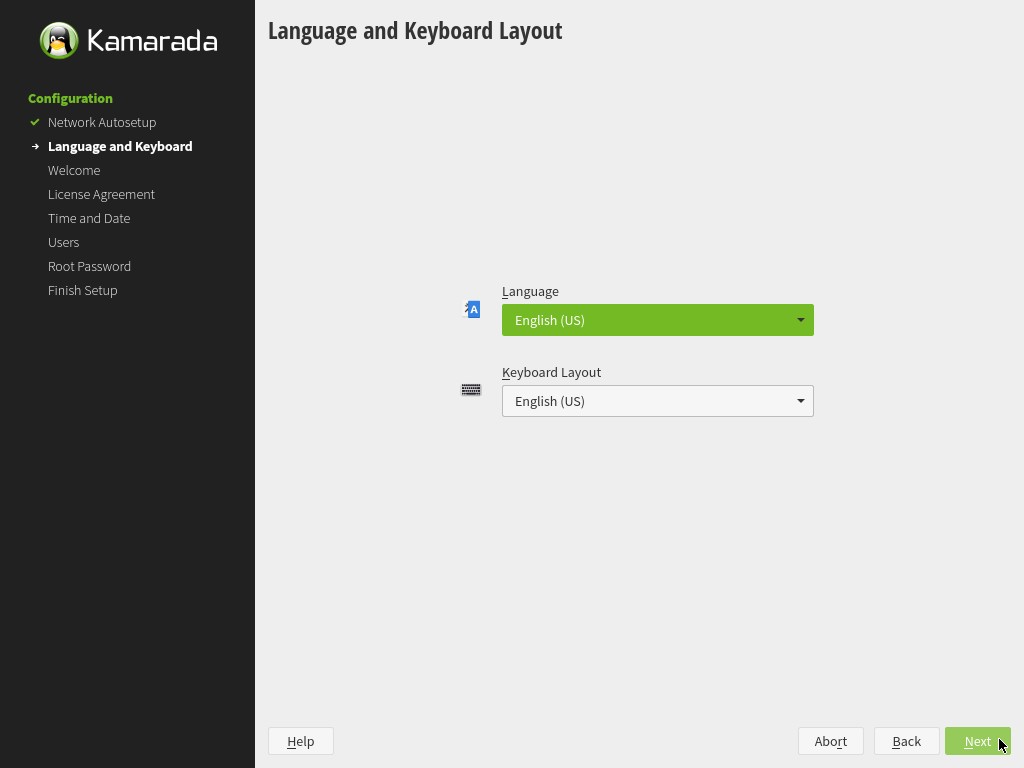 Kamarada
Configuration
Network Autosetup
Language and Keyboard
Welcome
License Agreement
Time and Date
Users
Root Password
Finish Setup
Language and Keyboard Layout
Language
English (US)
Keyboard Layout
English (US)
Help
Abort
Back
Next